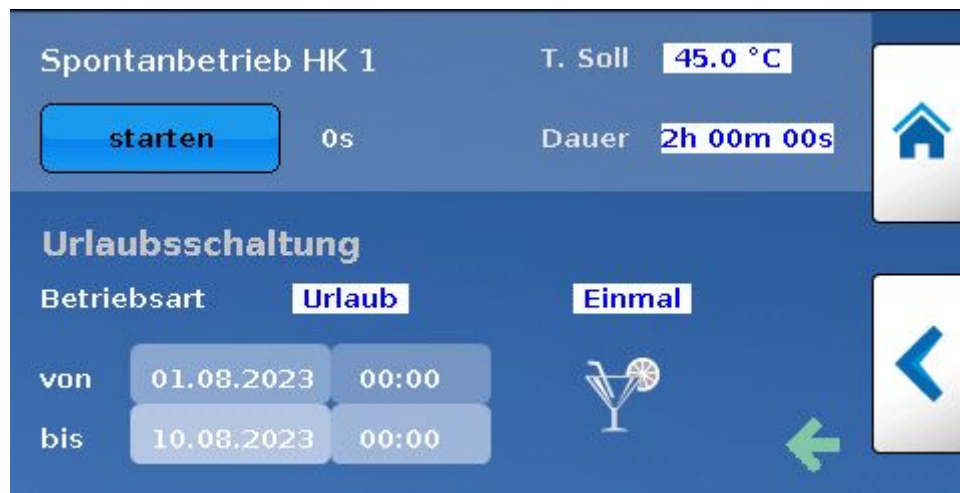 Spontanbetrieb HK 1 T. Soll 45.0 °C
starten 0s Dauer 2h 00m 00s
Urlaubsschaltung
Betriebsart Urlaub Einmal
von 01.08.2023 00:00
bis 10.08.2023 00:00